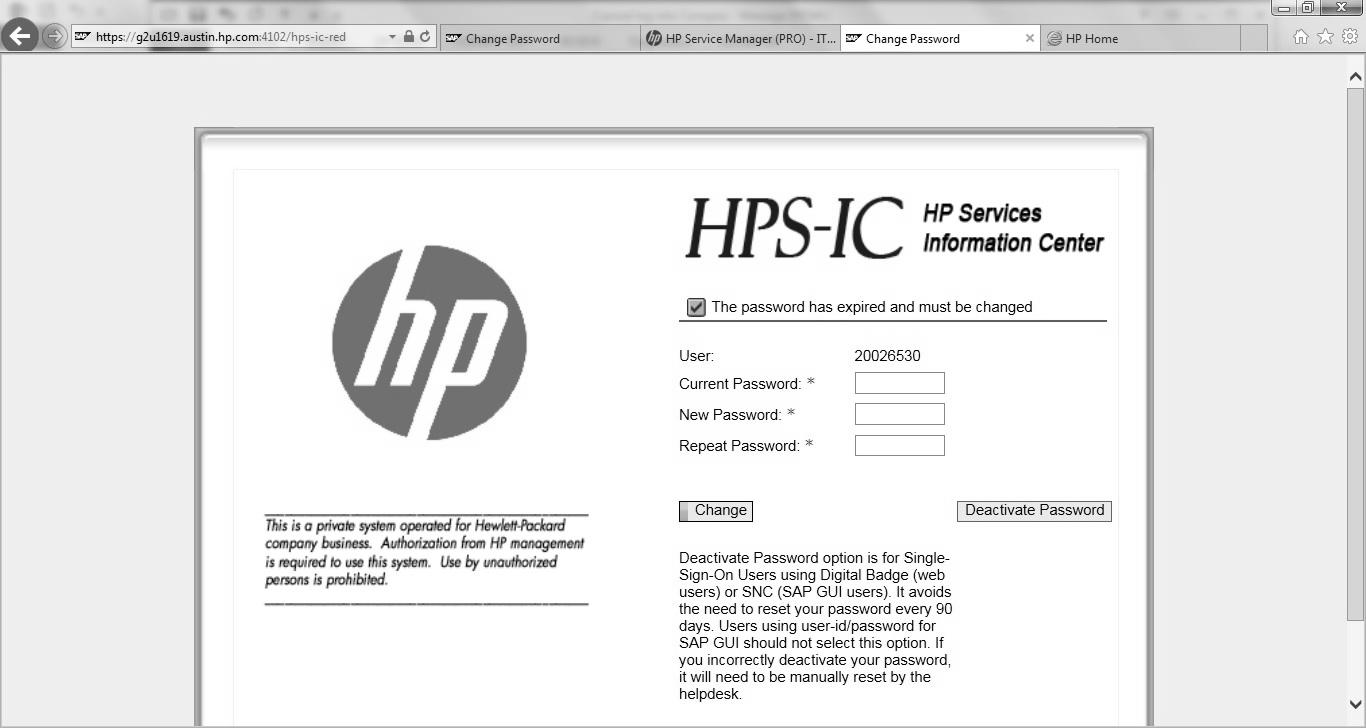 https://g2u1619.austin.hp.com:4102/hps-ic-red
Change Password
HP Service Manager (PRO) - IT...
Change Password
HP Home
hp
HPS-IC
HP Services
Information Center
The password has expired and must be changed
User: 20026530
Current Password: *
New Password: *
Repeat Password: *
Change
Deactivate Password
This is a private system operated for Hewlett-Packard
company business. Authorization from HP management
is required to use this system. Use by unauthorized
persons is prohibited.
Deactivate Password option is for Single-
Sign-On Users using Digital Badge (web
users) or SNC (SAP GUI users). It avoids
the need to reset your password every 90
days. Users using user-id/password for
SAP GUI should not select this option. If
you incorrectly deactivate your password,
it will need to be manually reset by the
helpdesk.